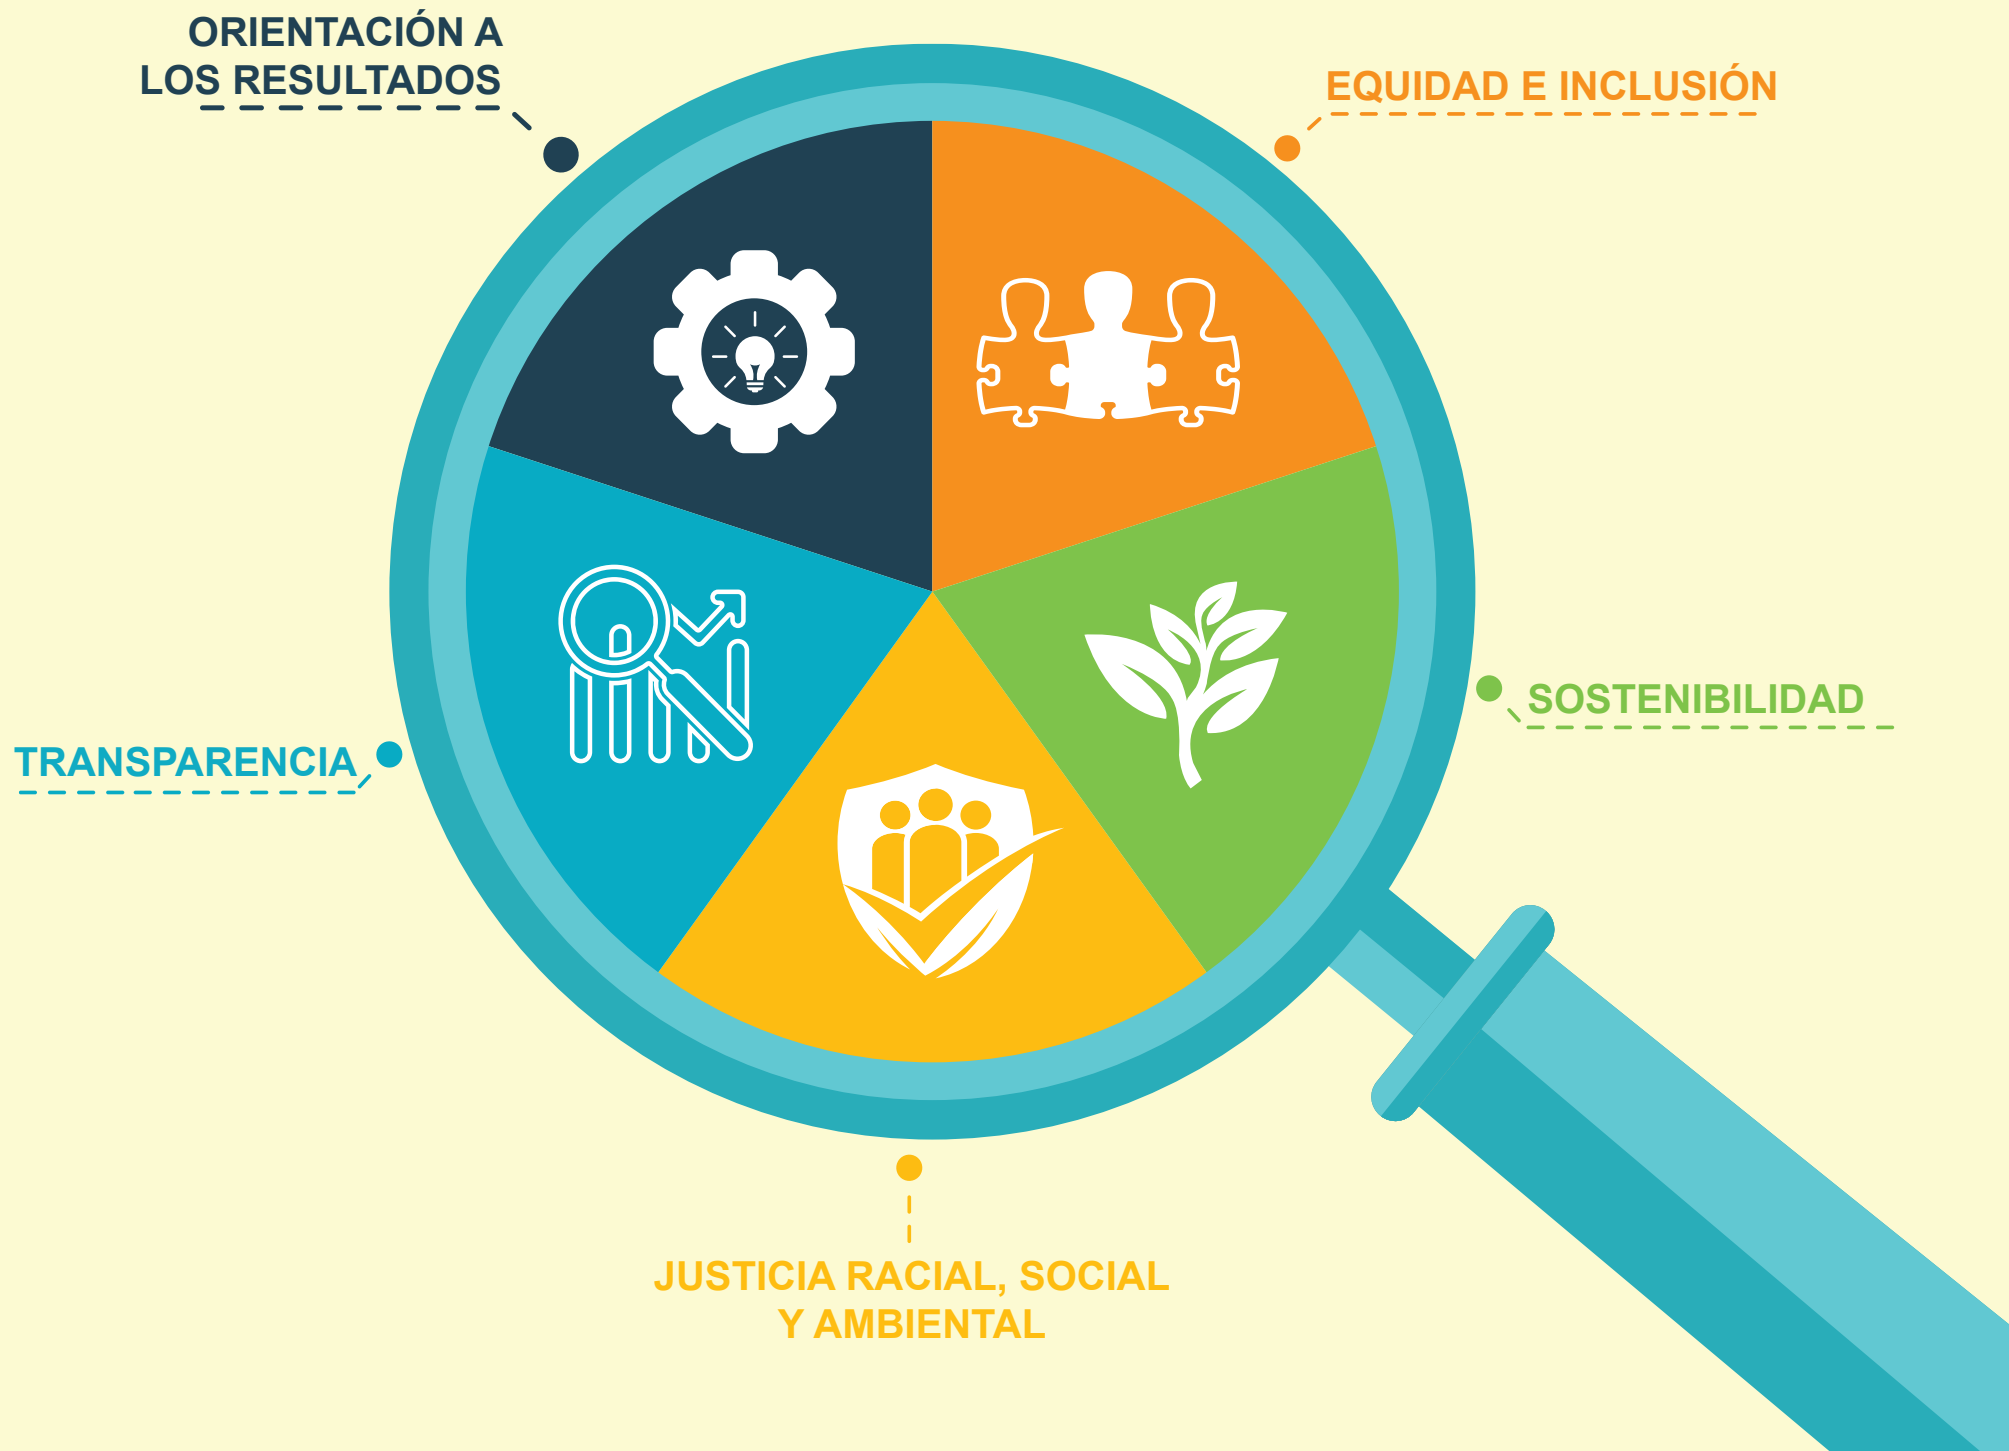 ORIENTACIÓN A
LOS RESULTADOS
EQUIDAD E INCLUSIÓN
SOSTENIBILIDAD
TRANSPARENCIA
JUSTICIA RACIAL, SOCIAL
Y AMBIENTAL